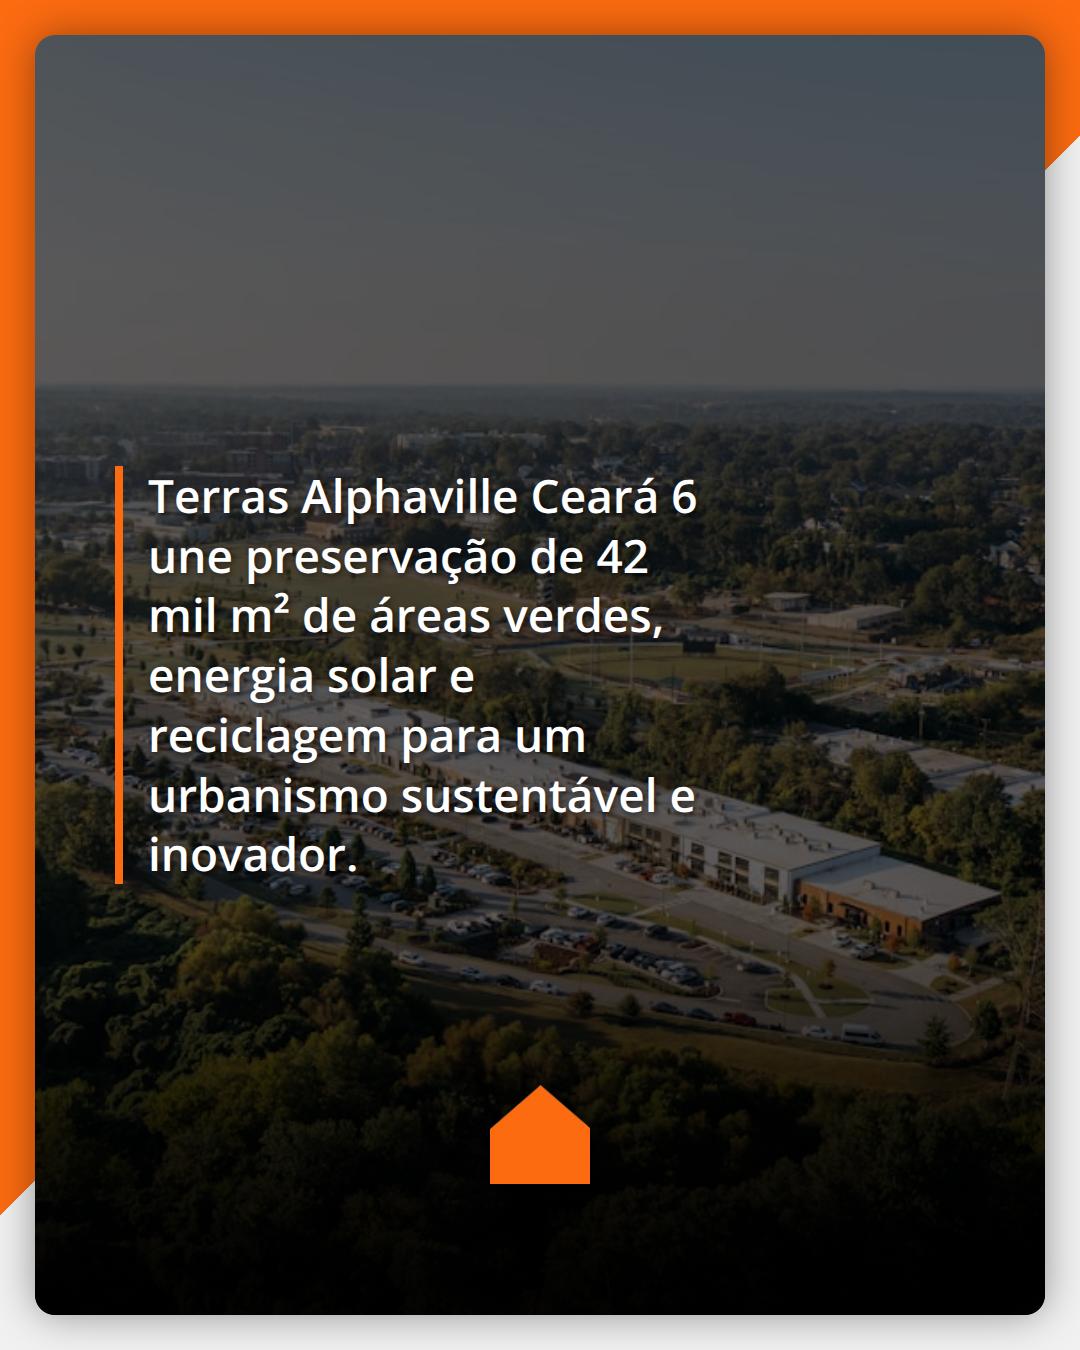 Terras Alphaville Ceará 6
une preservação de 42
mil m² de áreas verdes,
energia solar e
reciclagem para um
urbanismo sustentável e
inovador.